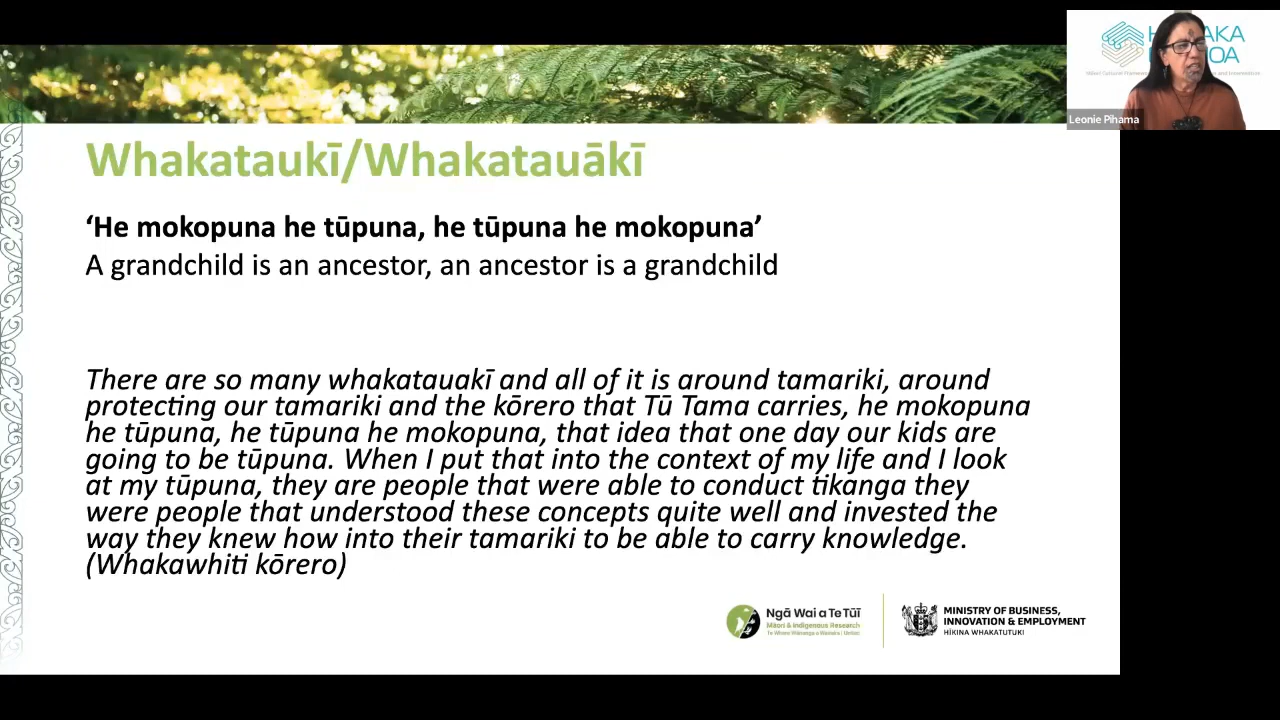 Whakataukī/Whakatauākī
‘He mokopuna he tūpuna, he tūpuna he mokopuna’
A grandchild is an ancestor, an ancestor is a grandchild
There are so many whakatauakī and all of it is around tamariki, around
protecting our tamariki and the kōrero that Tū Tama carries, he mokopuna
he tūpuna, he tūpuna he mokopuna, that idea that one day our kids are
going to be tūpuna. When I put that into the context of my life and I look
at my tūpuna, they are people that were able to conduct tikanga they
were people that understood these concepts quite well and invested the
way they knew how into their tamariki to be able to carry knowledge.
(Whakawhiti kōrero)
Ngā Wai a Te Tūī
Māori & Indigenous Research
Te Whare Wānanga o Wairaka | Unitec
MINISTRY OF BUSINESS,
INNOVATION & EMPLOYMENT
HĪKINA WHAKATUTUKI
Leonie Pihama